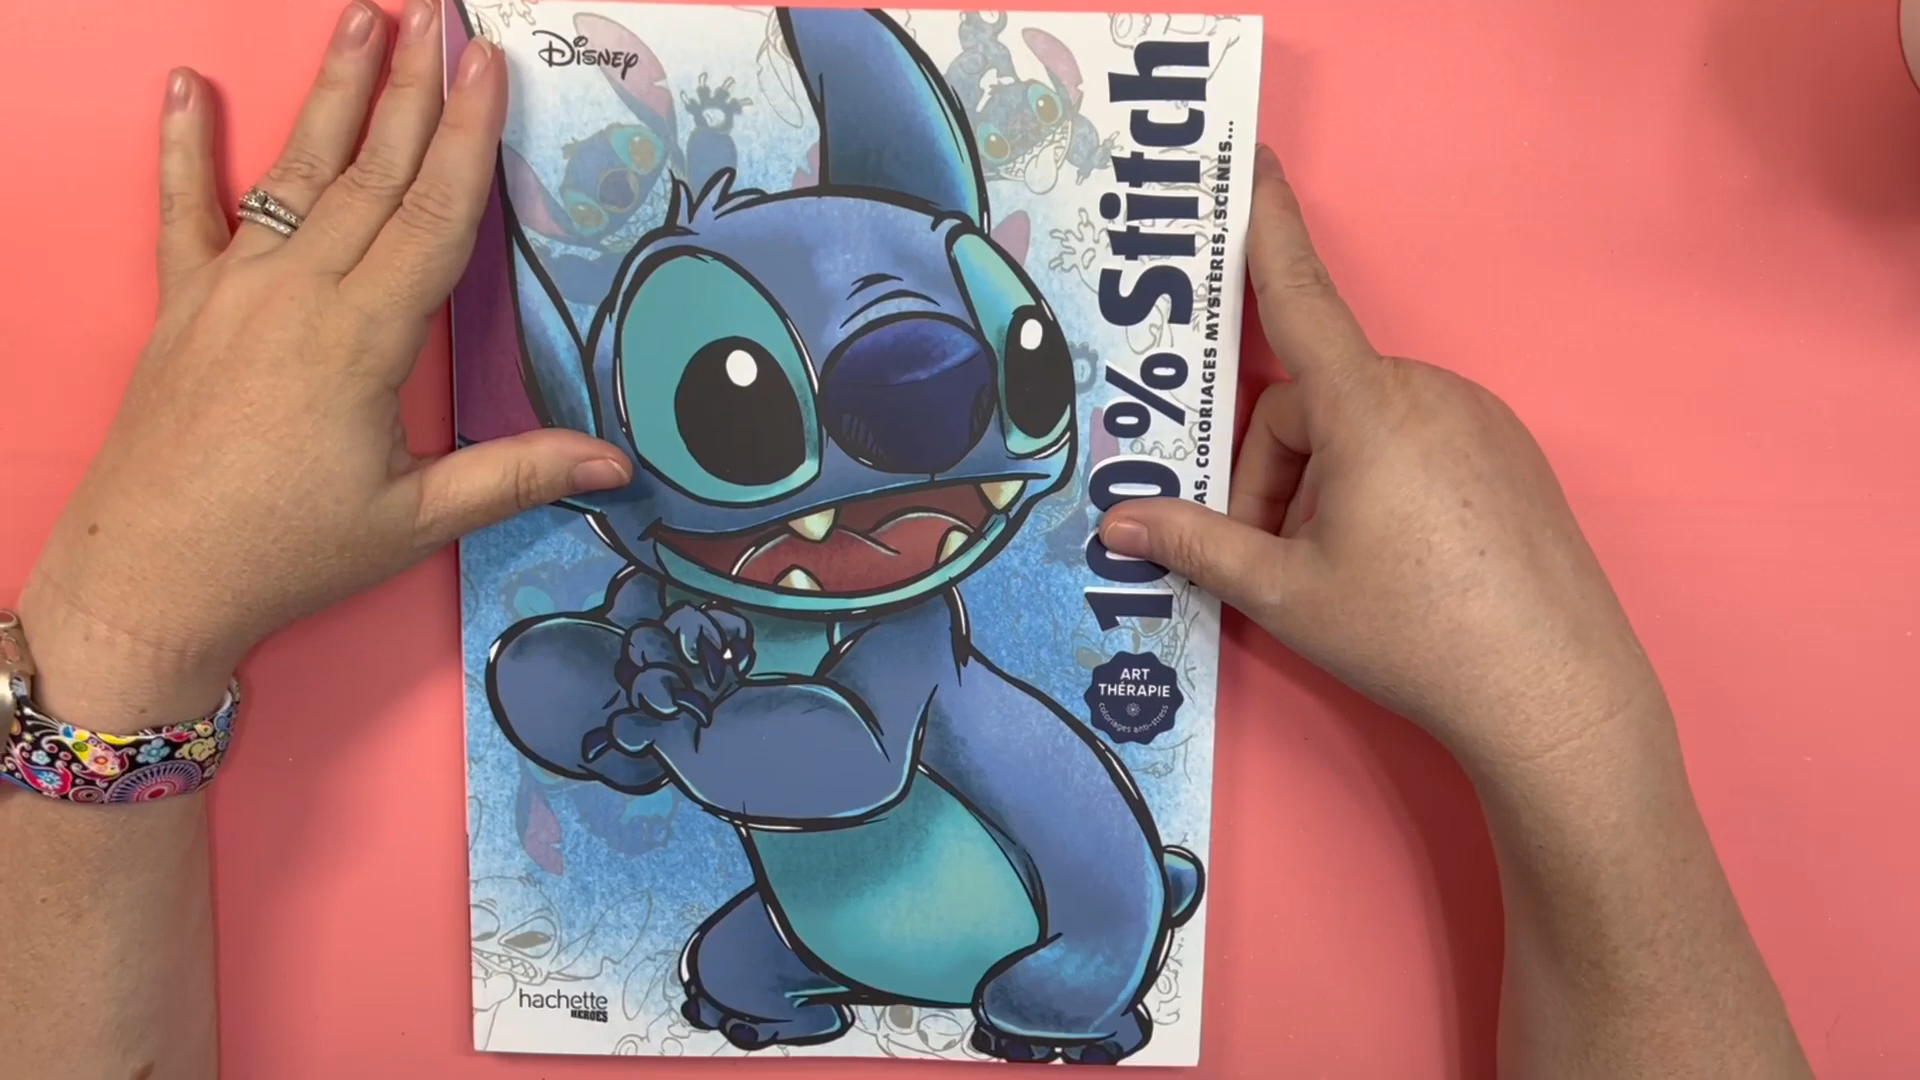 Disney
100 % Stitch
AS, COLORIAGES MYSTÈRES, SCÈNES...
ART
THÉRAPIE
coloriages anti-stress
hachette
HEROES